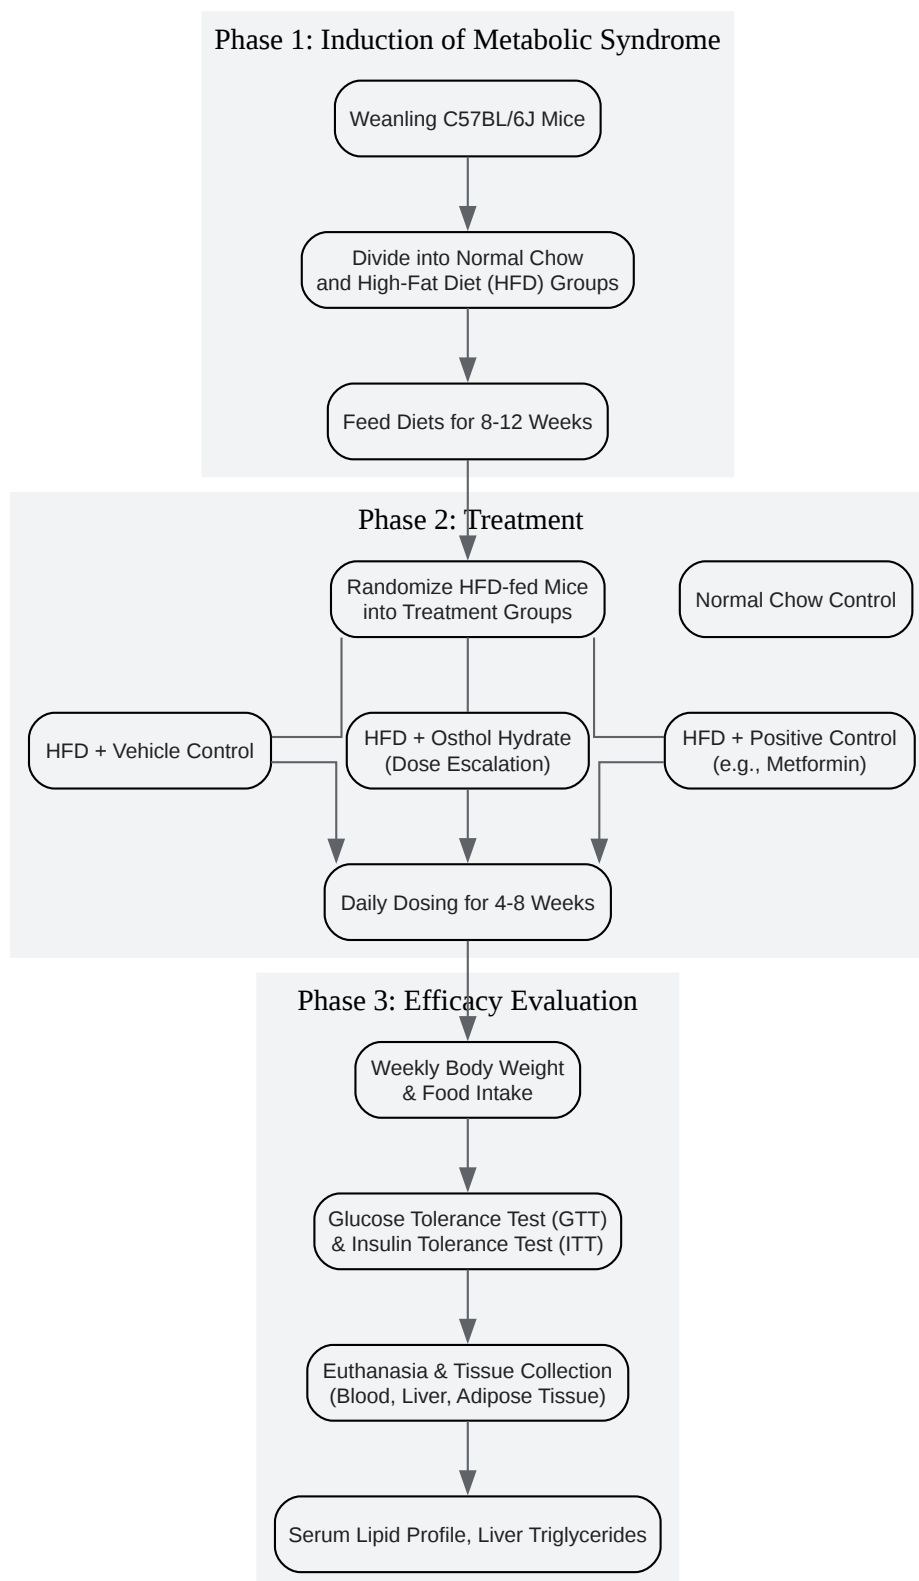 Phase 1: Induction of Metabolic Syndrome
Weanling C57BL/6J Mice
Divide into Normal Chow
and High-Fat Diet (HFD) Groups
Feed Diets for 8-12 Weeks
Phase 2: Treatment
Randomize HFD-fed Mice
into Treatment Groups
Normal Chow Control
HFD + Vehicle Control
HFD + Osthol Hydrate
(Dose Escalation)
HFD + Positive Control
(e.g., Metformin)
Daily Dosing for 4-8 Weeks
Phase 3: Efficacy Evaluation
Weekly Body Weight
& Food Intake
Glucose Tolerance Test (GTT)
& Insulin Tolerance Test (ITT)
Euthanasia & Tissue Collection
(Blood, Liver, Adipose Tissue)
Serum Lipid Profile, Liver Triglycerides